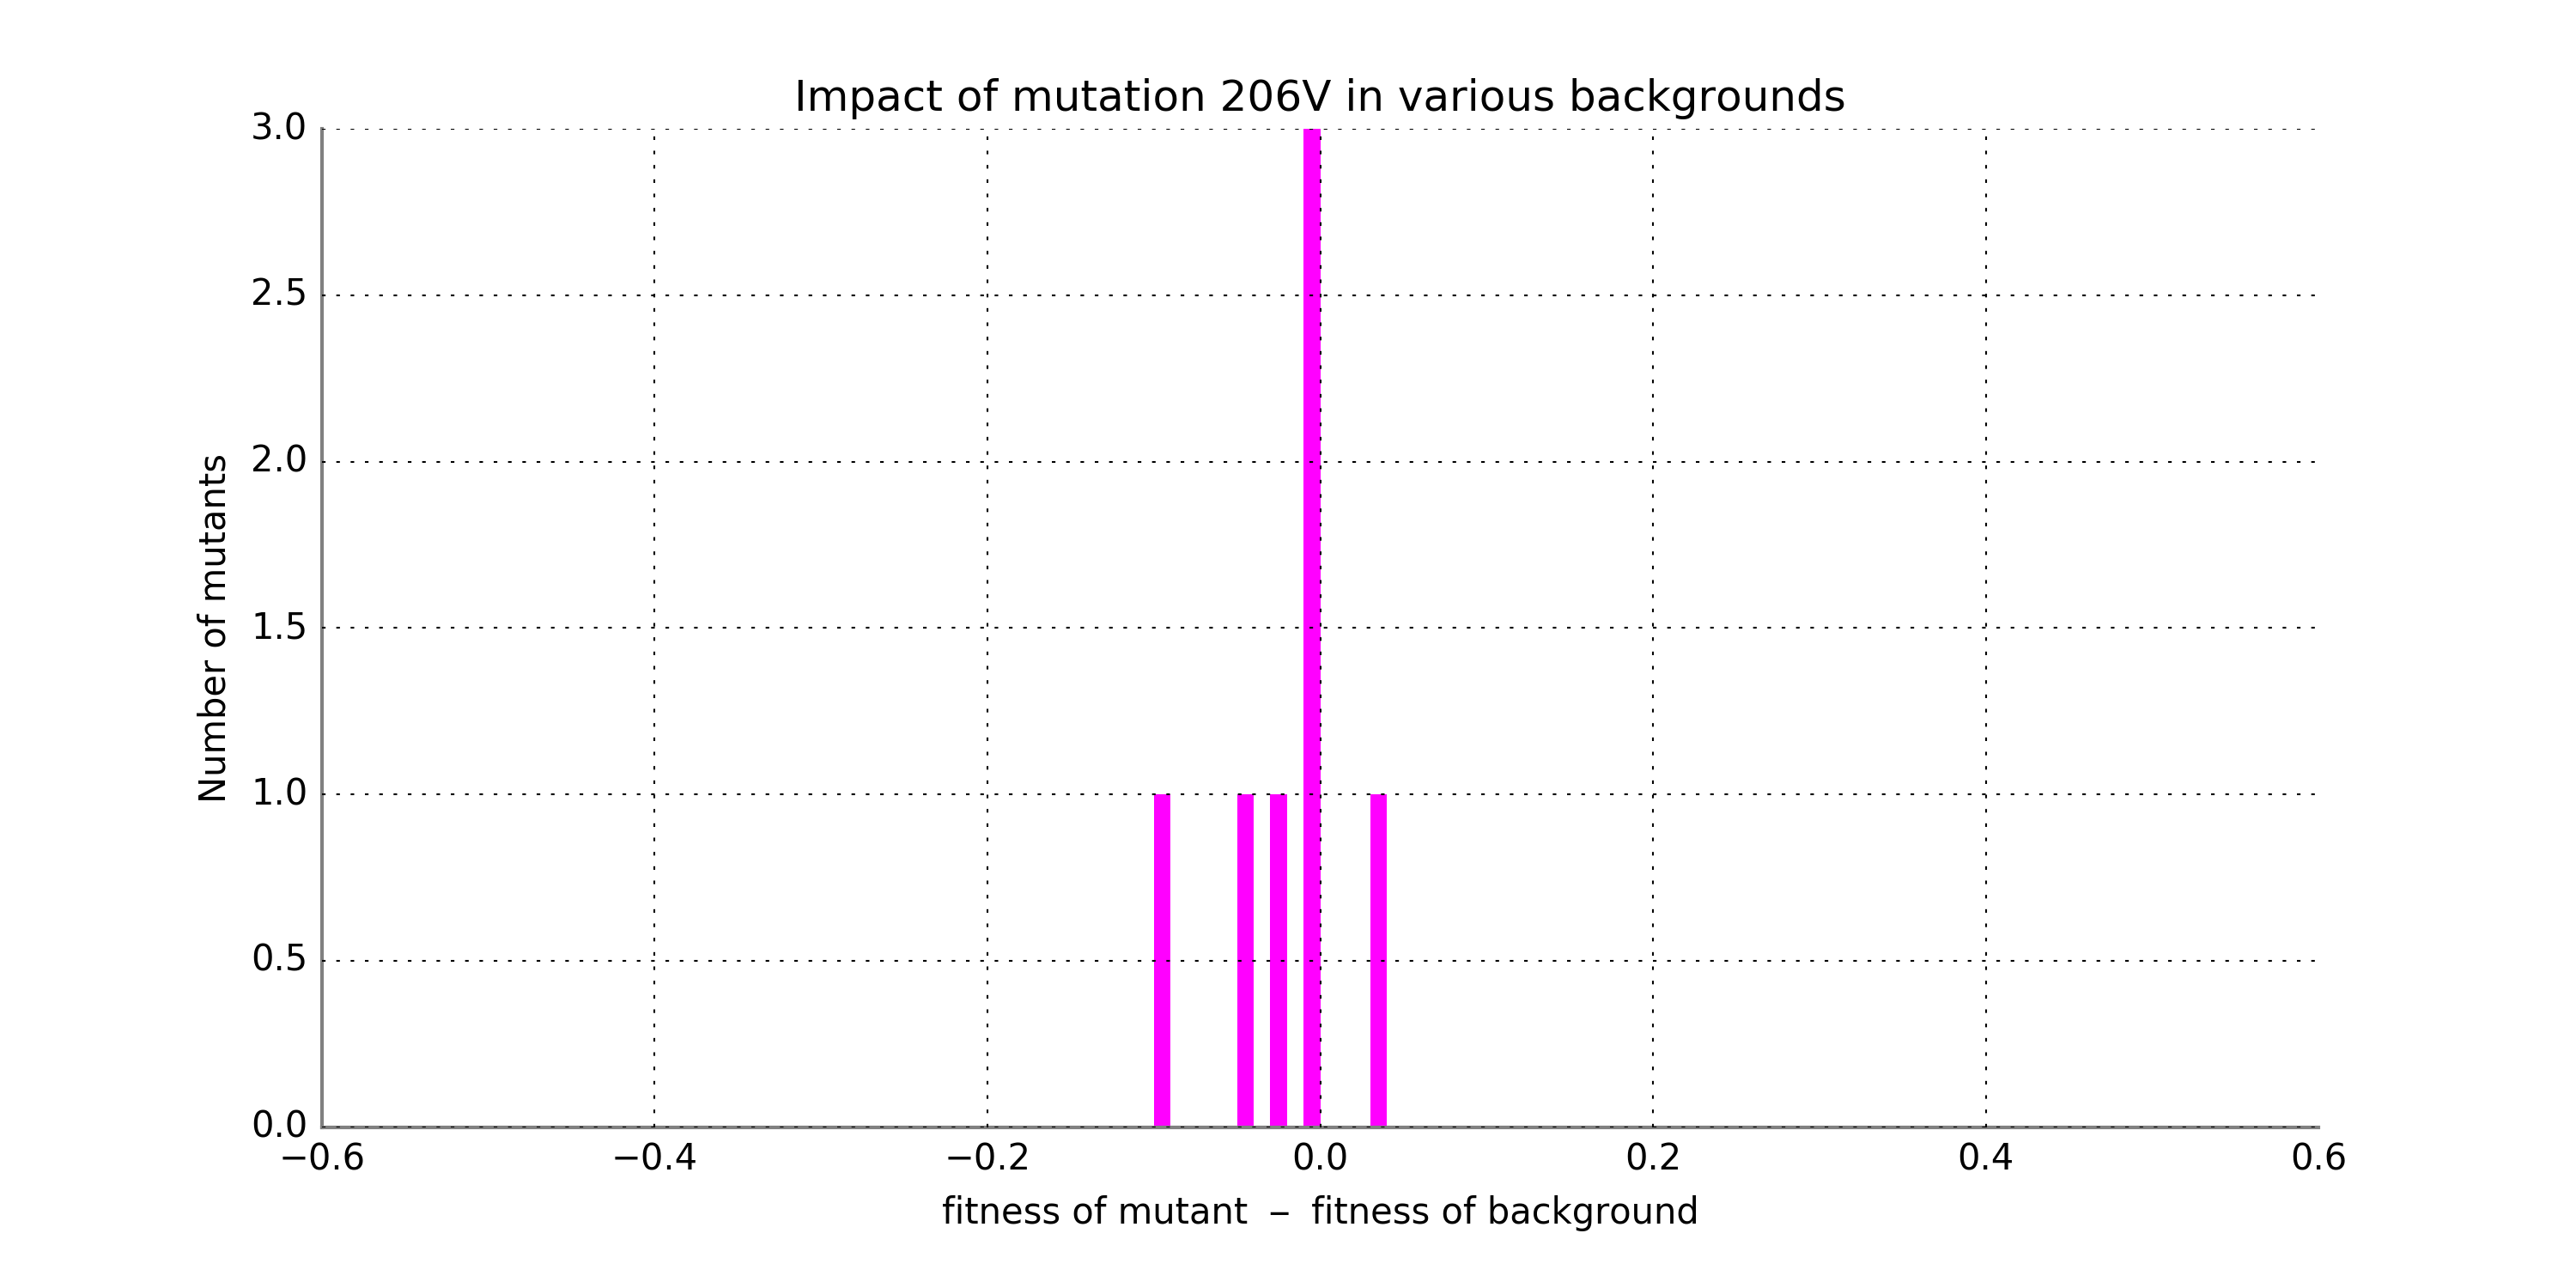 Impact of mutation 206V in various backgrounds
3.0
2.5
2.0
1.5
1.0
0.5
0.0
Number of mutants
−0.6 −0.4 −0.2 0.0 0.2 0.4 0.6
fitness of mutant − fitness of background